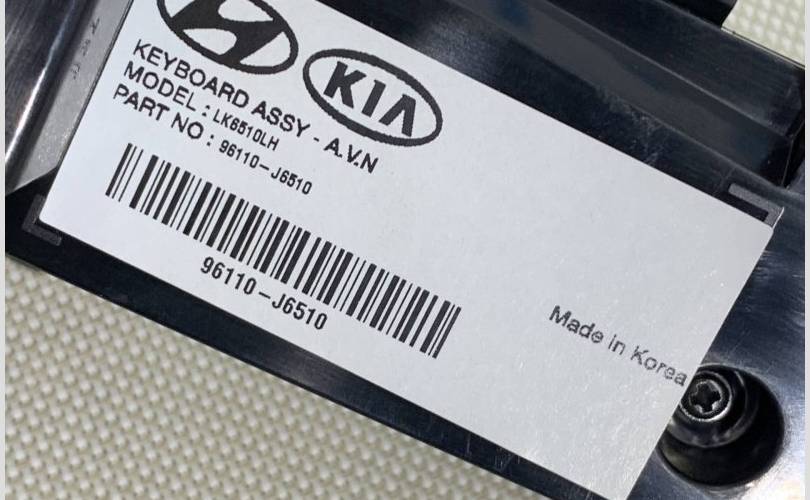 KIA
KEYBOARD ASSY - A.V.N
MODEL : LK6510LH
PART NO : 96110-J6510
96110-J6510
Made in Korea